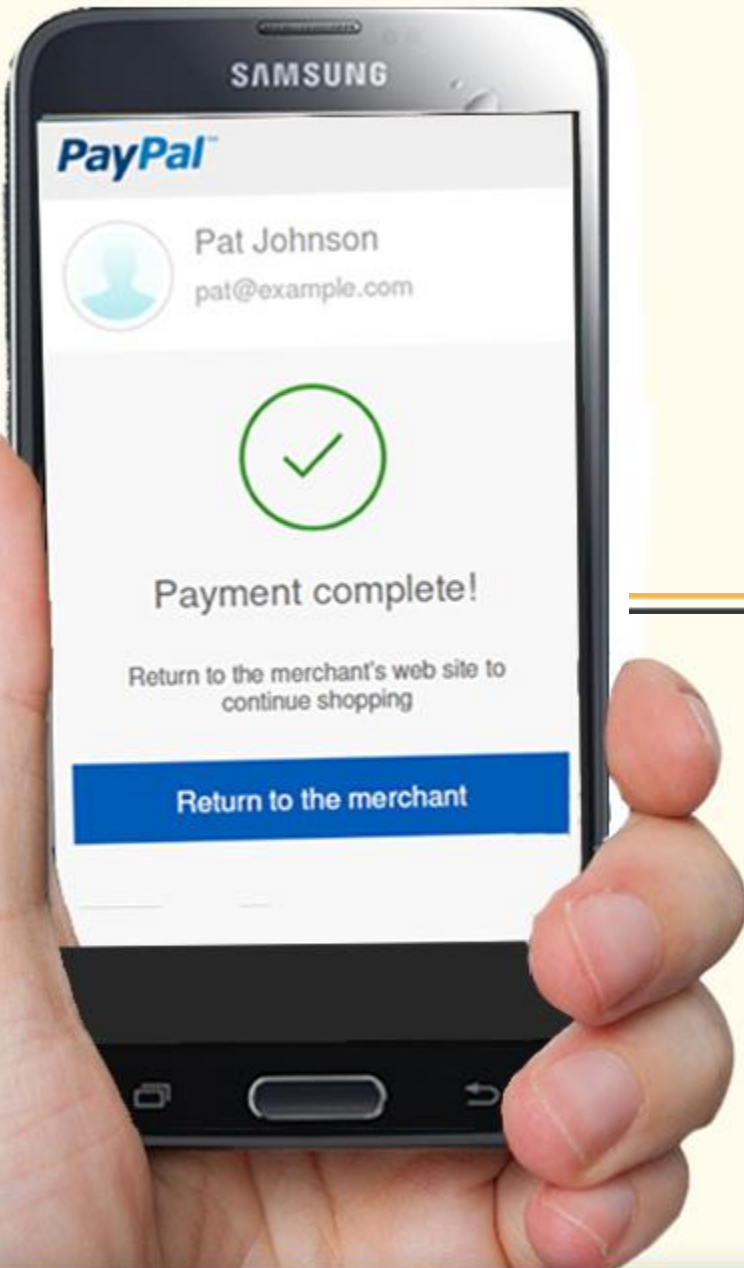 SAMSUNG
PayPal™
Pat Johnson
pat@example.com
Payment complete!
Return to the merchant's web site to
continue shopping
Return to the merchant